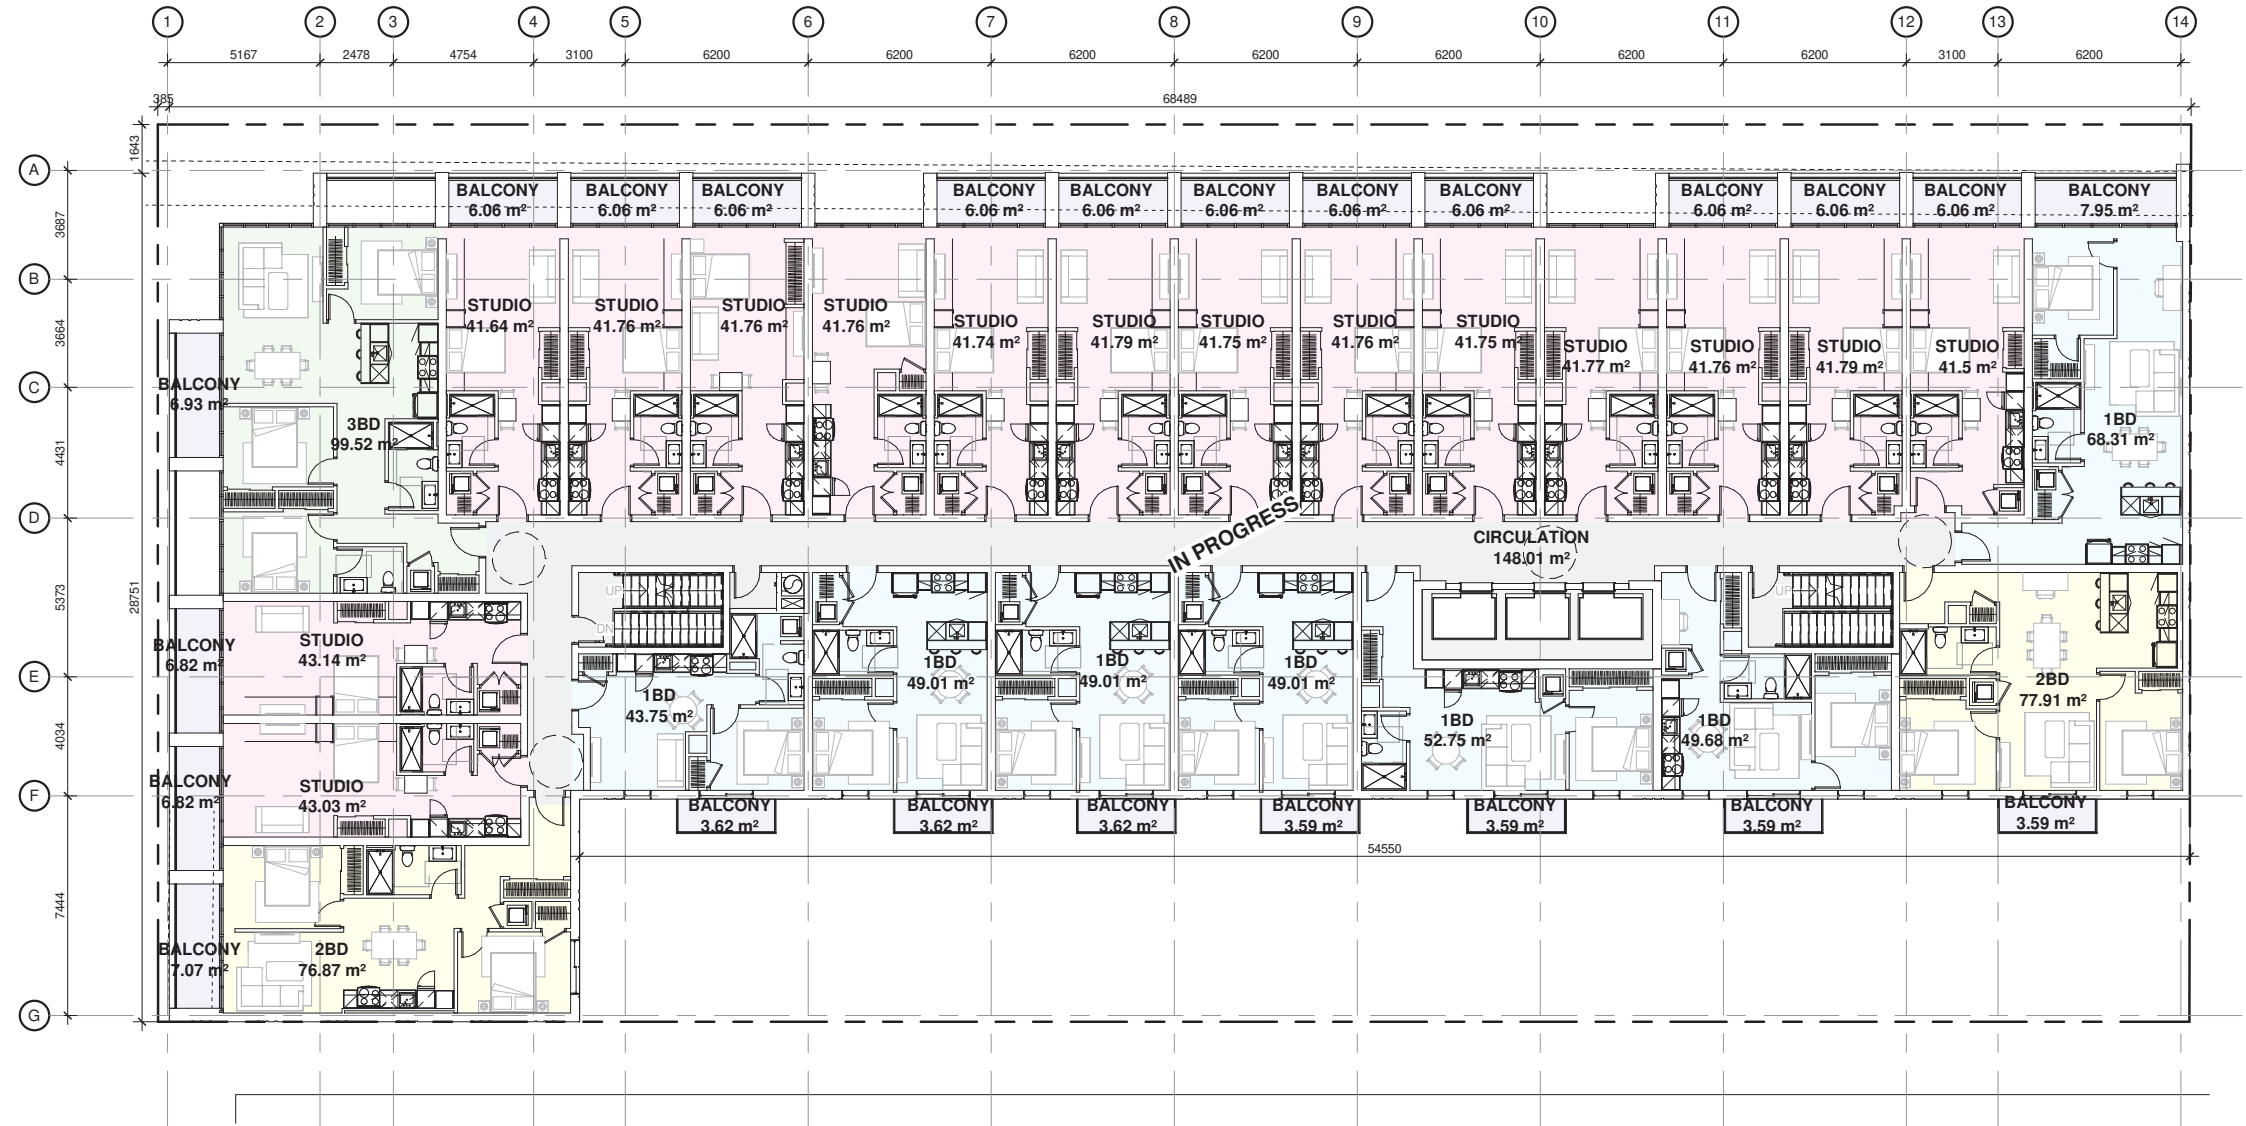 1 2 3 4 5 6 7 8 9 10 11 12 13 14
5167 2478 4754 3100 6200 6200 6200 6200 6200 6200 6200 3100 6200
385 68489
1643
A
BALCONY
6.06 m²
BALCONY
6.06 m²
BALCONY
6.06 m²
BALCONY
6.06 m²
BALCONY
6.06 m²
BALCONY
6.06 m²
BALCONY
6.06 m²
BALCONY
6.06 m²
BALCONY
6.06 m²
BALCONY
6.06 m²
BALCONY
6.06 m²
BALCONY
7.95 m²
3687
B
STUDIO
41.64 m²
STUDIO
41.76 m²
STUDIO
41.76 m²
STUDIO
41.76 m²
STUDIO
41.74 m²
STUDIO
41.79 m²
STUDIO
41.75 m²
STUDIO
41.76 m²
STUDIO
41.75 m²
STUDIO
41.77 m²
STUDIO
41.76 m²
STUDIO
41.79 m²
STUDIO
41.5 m²
3664
C
BALCONY
6.93 m²
3BD
99.52 m²
1BD
68.31 m²
4431
D
IN PROGRESS
CIRCULATION
148.01 m²
5373
28751
UP
DN
UP
BALCONY
6.82 m²
STUDIO
43.14 m²
E
1BD
43.75 m²
1BD
49.01 m²
1BD
49.01 m²
1BD
49.01 m²
1BD
52.75 m²
1BD
49.68 m²
2BD
77.91 m²
4034
BALCONY
6.82 m²
STUDIO
43.03 m²
F
BALCONY
3.62 m²
BALCONY
3.62 m²
BALCONY
3.62 m²
BALCONY
3.59 m²
BALCONY
3.59 m²
BALCONY
3.59 m²
BALCONY
3.59 m²
54550
7444
BALCONY
7.07 m²
2BD
76.87 m²
G